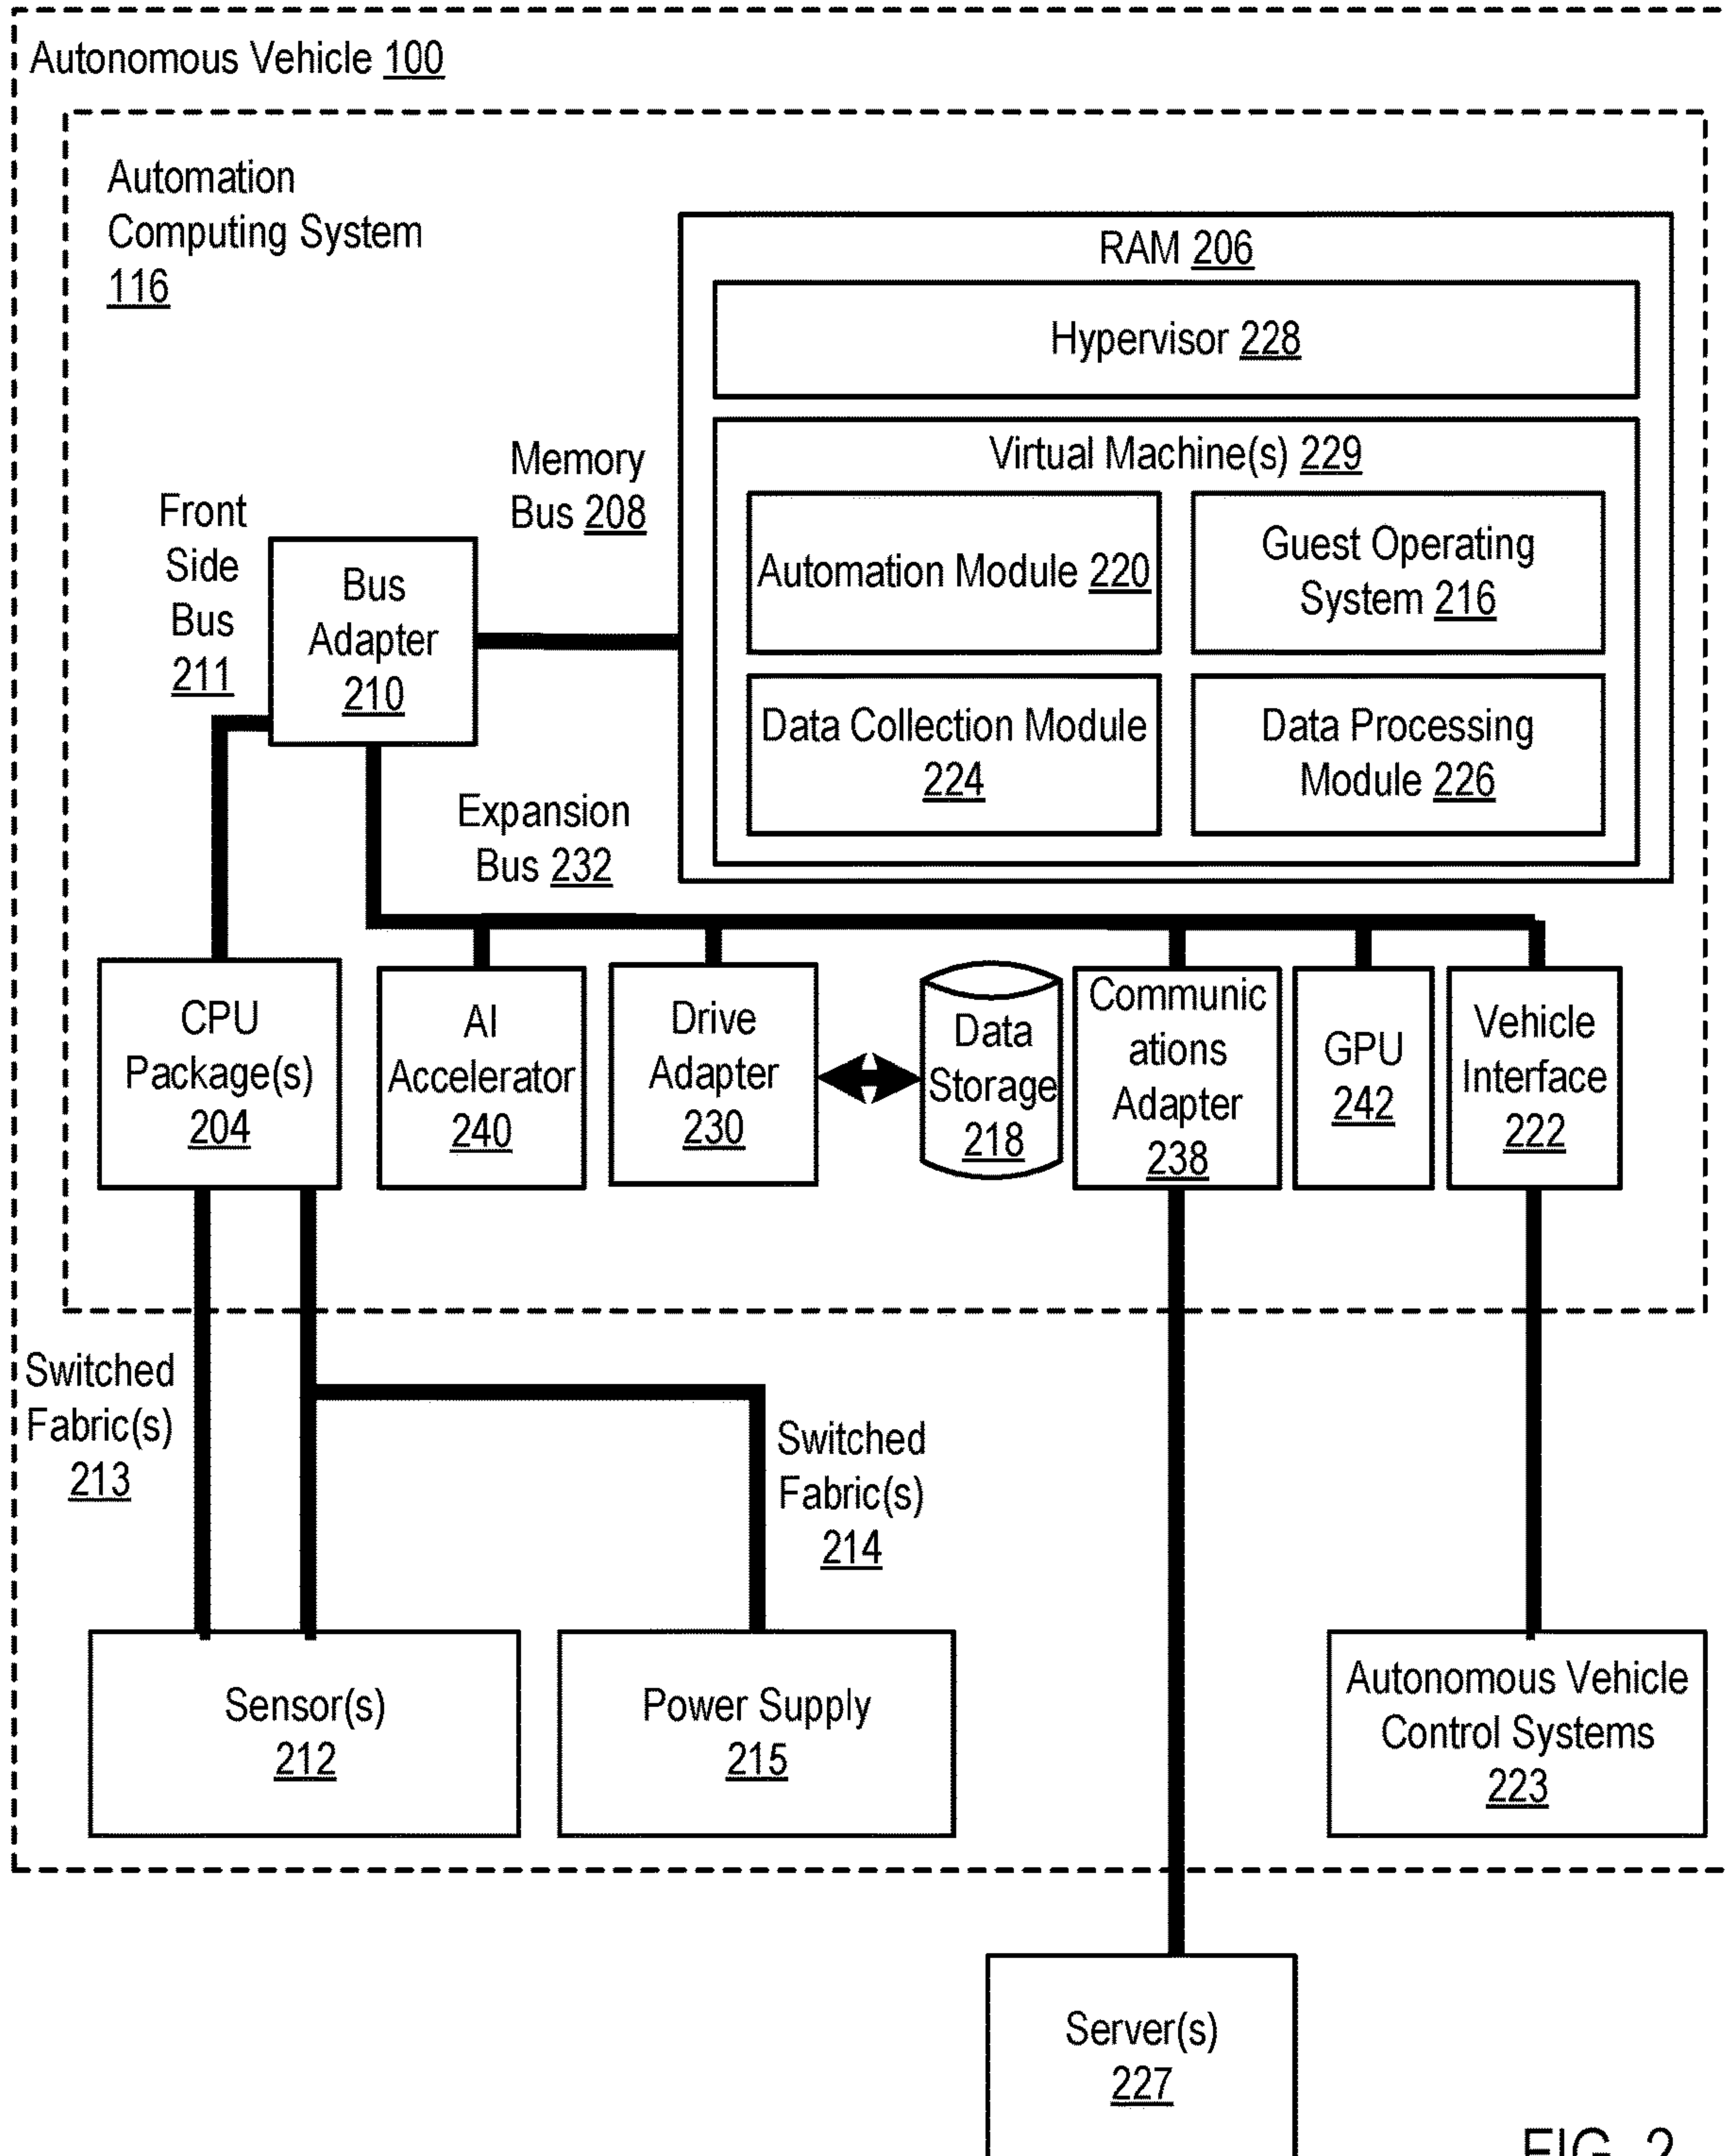 Autonomous Vehicle 100
Automation
Computing System
116
RAM 206
Hypervisor 228
Virtual Machine(s) 229
Automation Module 220
Guest Operating
System 216
Data Collection Module
224
Data Processing
Module 226
Memory
Bus 208
Front
Side
Bus
211
Bus
Adapter
210
Expansion
Bus 232
CPU
Package(s)
204
AI
Accelerator
240
Drive
Adapter
230
Data
Storage
218
Communic
ations
Adapter
238
GPU
242
Vehicle
Interface
222
Switched
Fabric(s)
213
Switched
Fabric(s)
214
Sensor(s)
212
Power Supply
215
Autonomous Vehicle
Control Systems
223
Server(s)
227
FIG. 2